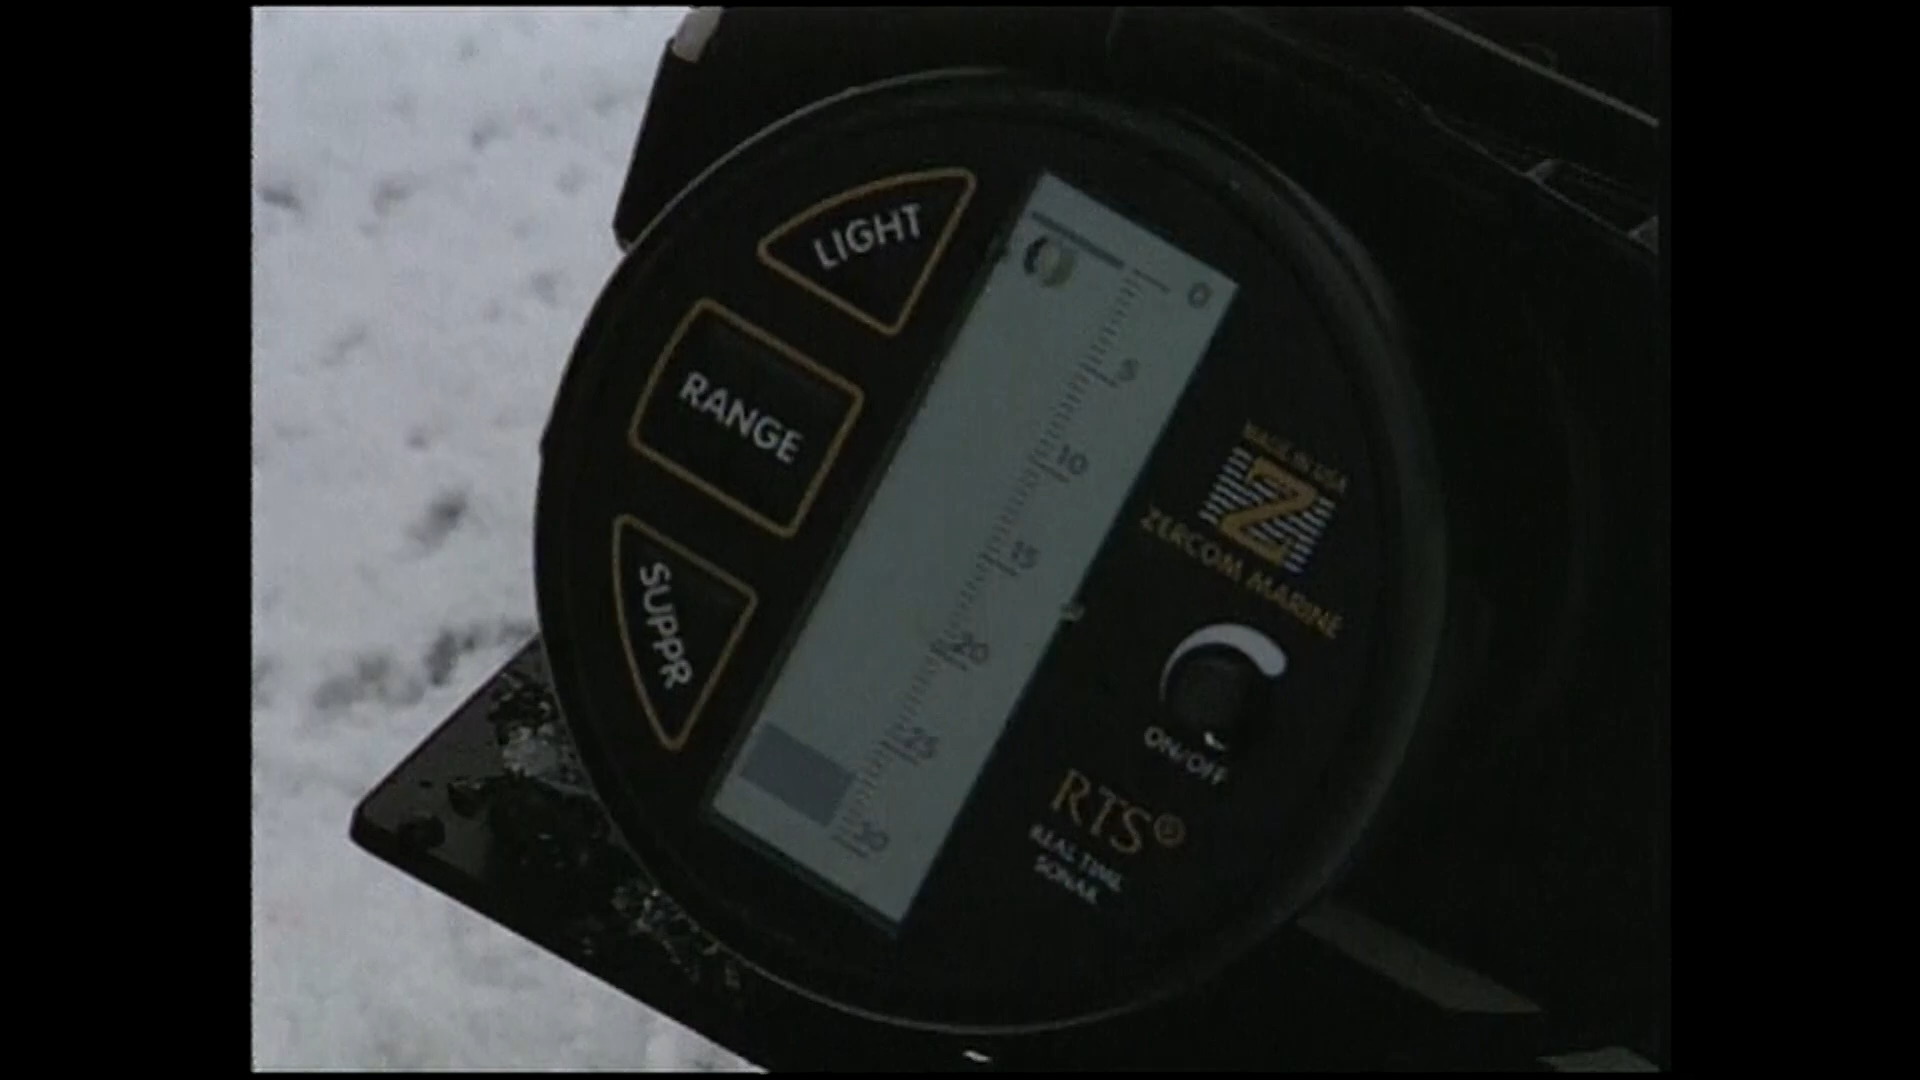 LIGHT
RANGE
SUPPR
0
5
10
15
20
25
30
MADE IN USA
Z
ZERCOM MARINE
ON/OFF
RTS®
REAL TIME
SONAR